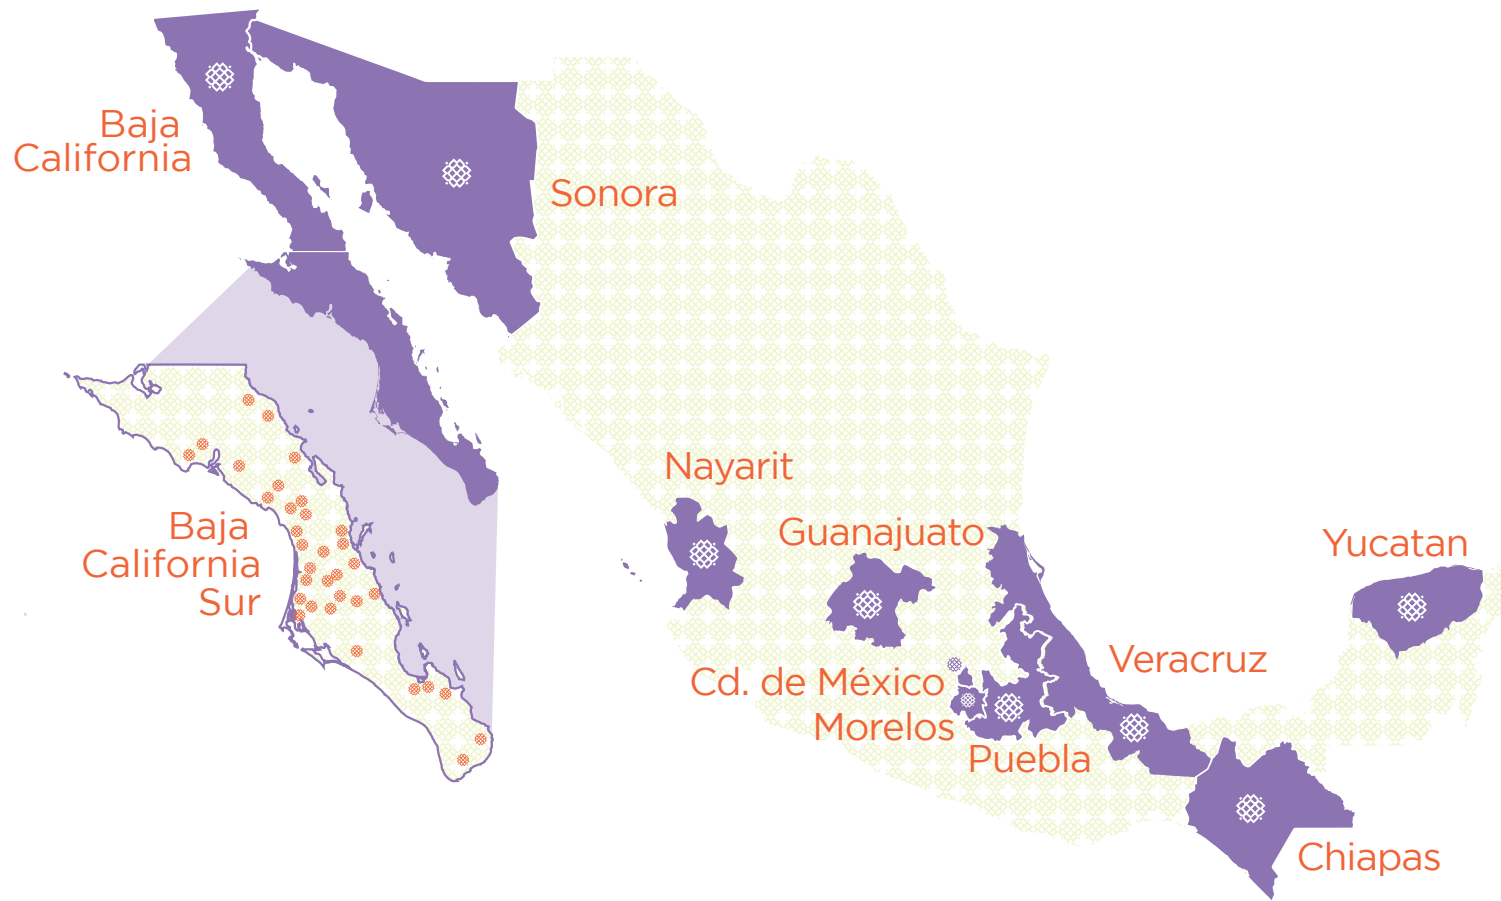 Baja
California
Sonora
Nayarit
Guanajuato
Baja
California
Sur
Yucatan
Veracruz
Cd. de México
Morelos
Puebla
Chiapas